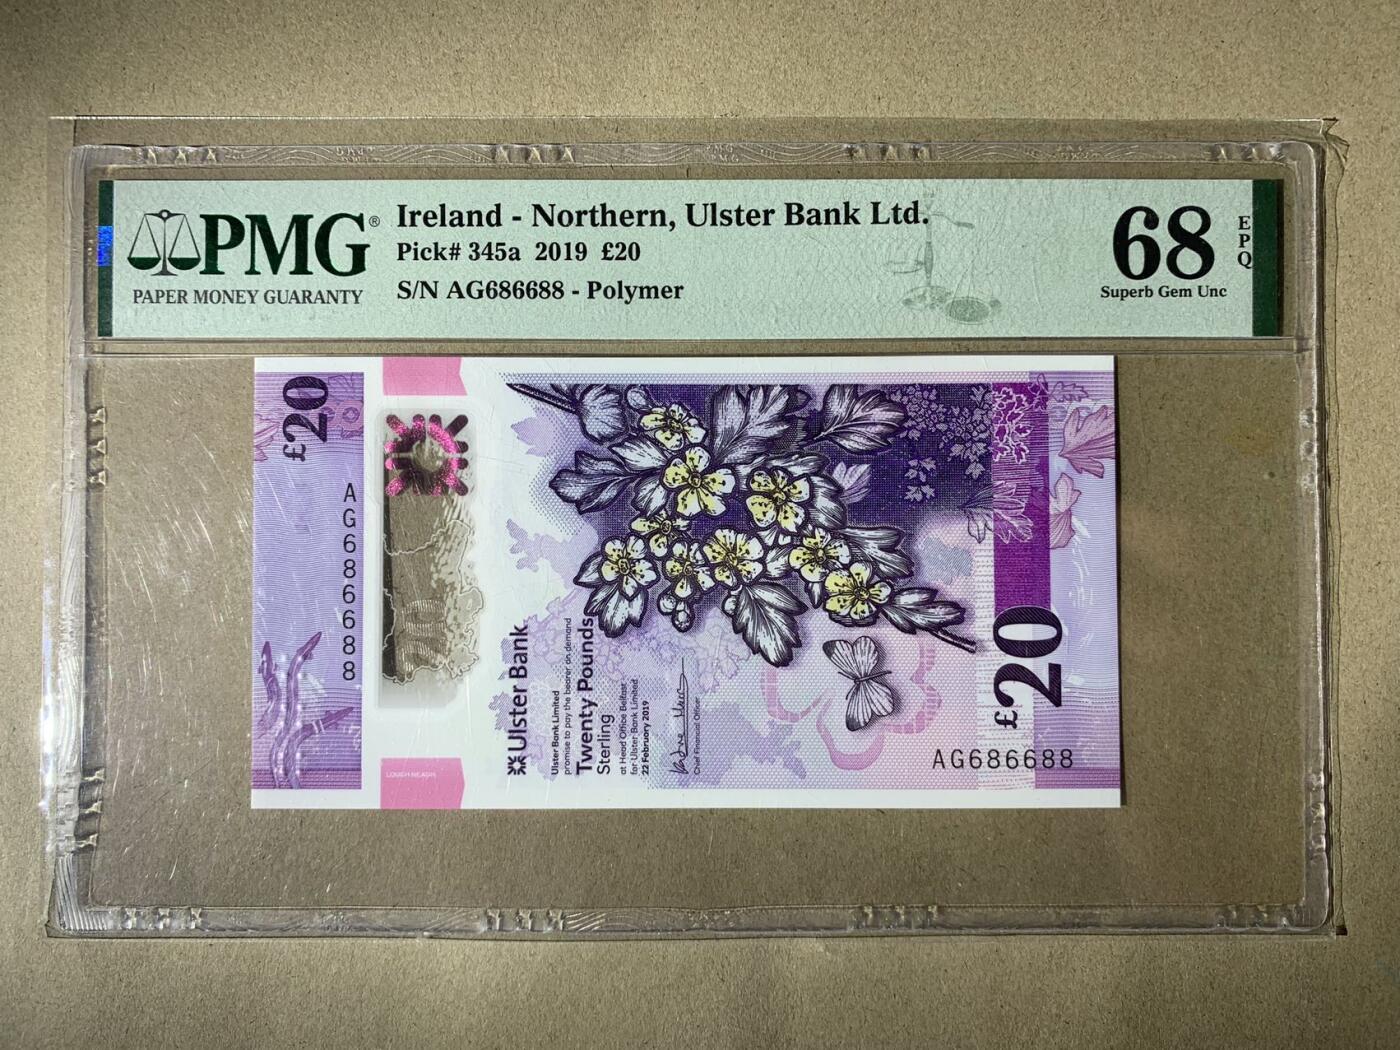 PMG®
PAPER MONEY GUARANTY
Ireland - Northern, Ulster Bank Ltd.
Pick# 345a 2019 £20
S/N AG686688 - Polymer
68
EPQ
Superb Gem Unc
£20
AG686688
LOUGH NEAGH
Ulster Bank
Ulster Bank Limited
promise to pay the bearer on demand
Twenty Pounds
Sterling
at Head Office Belfast
for Ulster Bank Limited
22 February 2019
Chief Financial Officer
£20
AG686688